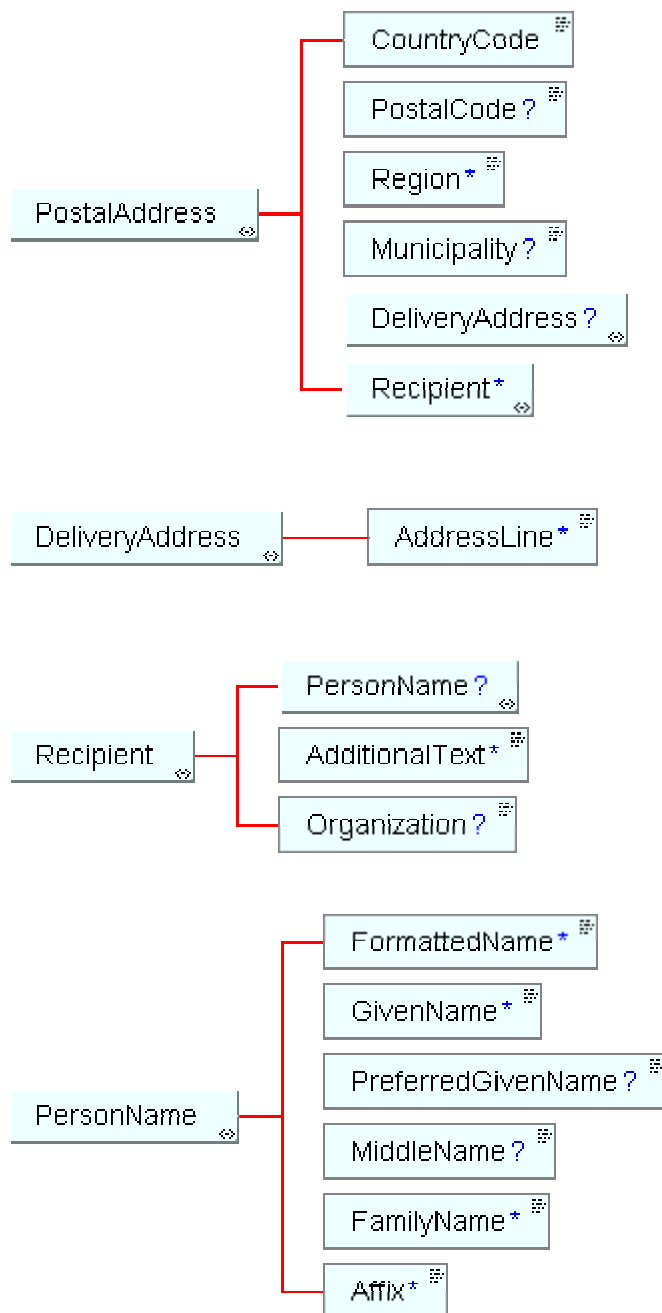 CountryCode
PostalCode?
Region*
PostalAddress
Municipality?
DeliveryAddress?
Recipient*
DeliveryAddress
AddressLine*
PersonName?
Recipient
AdditionalText*
Organization?
FormattedName*
GivenName*
PreferredGivenName?
PersonName
MiddleName?
FamilyName*
Affix*